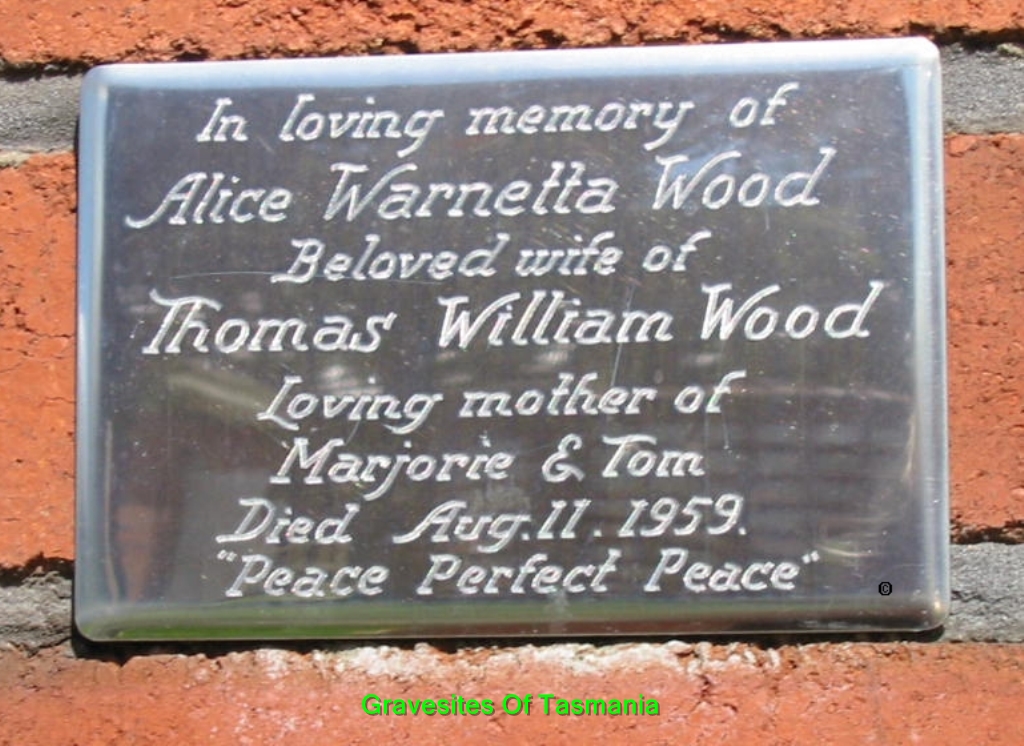 In loving memory of
Alice Warnetta Wood
Beloved wife of
Thomas William Wood
Loving mother of
Marjorie & Tom
Died Aug. 11. 1959.
"Peace Perfect Peace"
©
Gravesites Of Tasmania